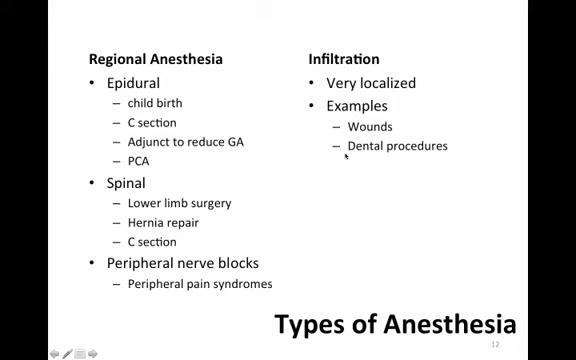 Regional Anesthesia
• Epidural
– child birth
– C section
– Adjunct to reduce GA
– PCA
• Spinal
– Lower limb surgery
– Hernia repair
– C section
• Peripheral nerve blocks
– Peripheral pain syndromes
Infiltration
• Very localized
• Examples
– Wounds
– Dental procedures
Types of Anesthesia
12